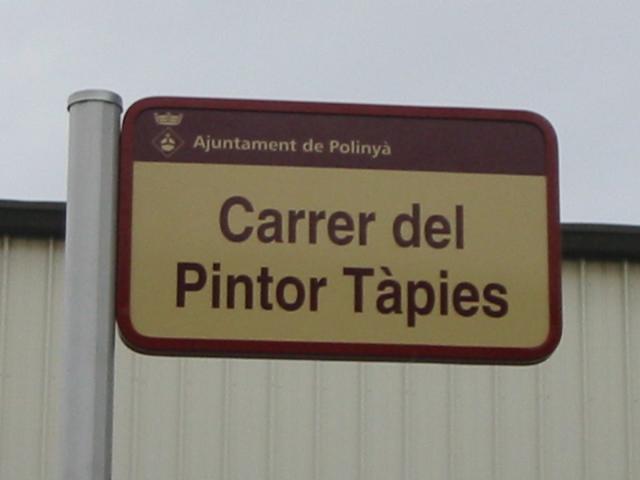 Ajuntament de Polinyà
Carrer del
Pintor Tàpies